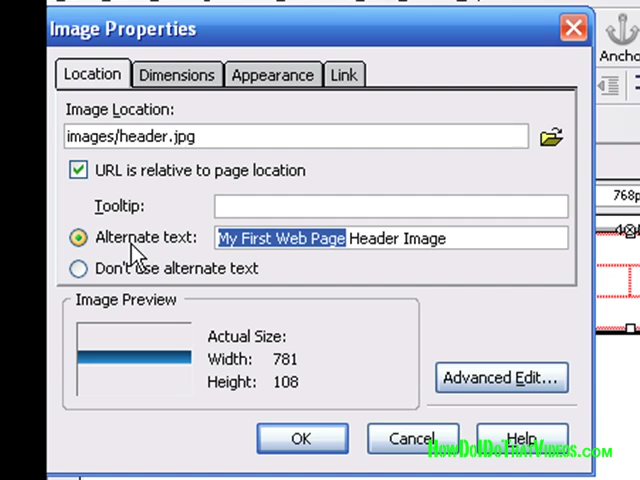 Image Properties
Location Dimensions Appearance Link
Image Location:
images/header.jpg
URL is relative to page location
Tooltip:
Alternate text: My First Web Page Header Image
Don't use alternate text
Image Preview
Actual Size:
Width: 781
Height: 108
Advanced Edit...
OK Cancel Help
HowDoIDoThatVideos.com
Ancho
768p